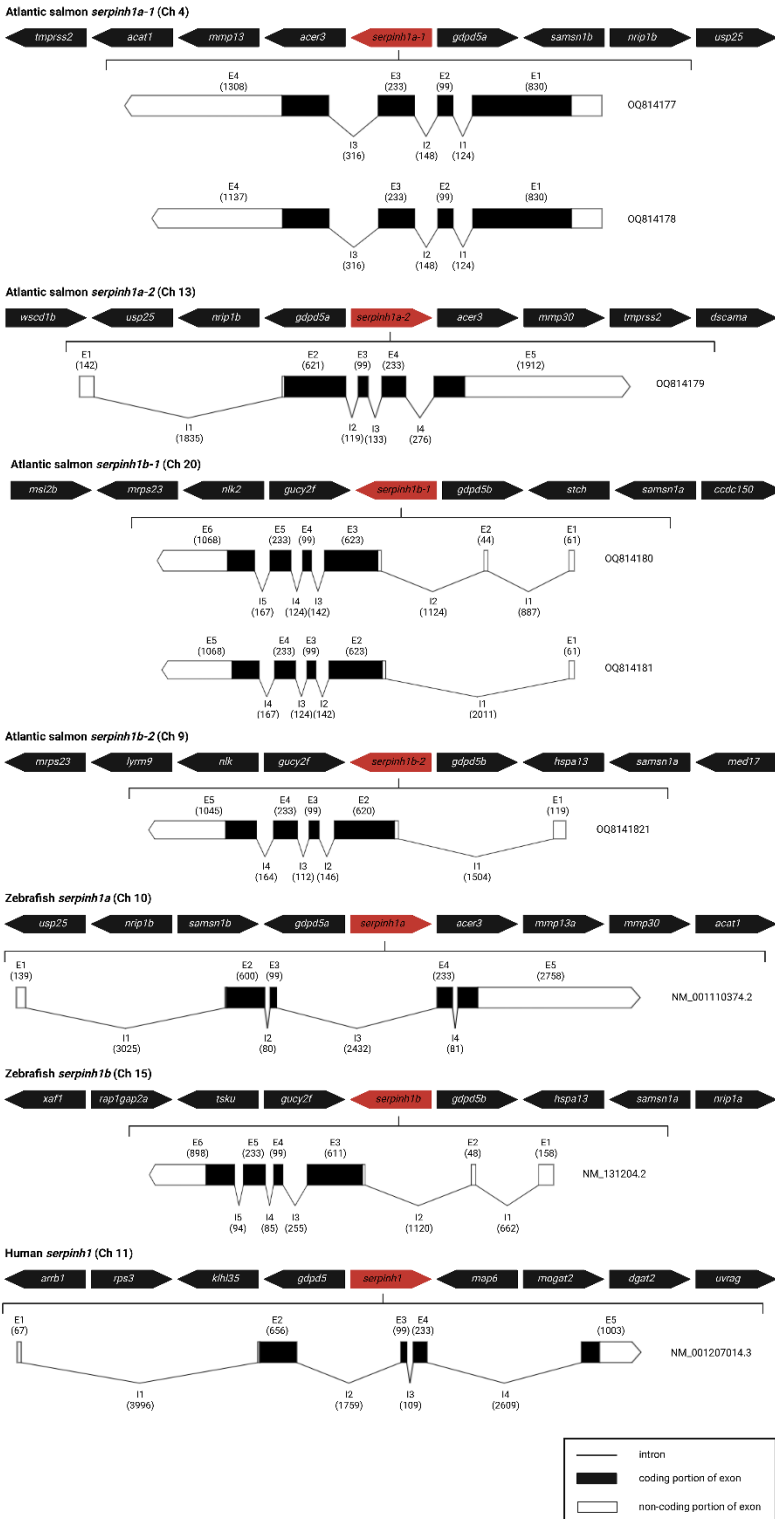 Atlantic salmon serpinh1a-1 (Ch 4)
tmprss2 acat1 mmp13 acer3 serpinh1a-1 gdpd5a samsn1b nrip1b usp25
E4 E3 E2 E1
(1308) (233) (99) (830)
OQ814177
I3 I2 I1
(316) (148) (124)
E4 E3 E2 E1
(1137) (233) (99) (830)
OQ814178
I3 I2 I1
(316) (148) (124)
Atlantic salmon serpinh1a-2 (Ch 13)
wscd1b usp25 nrip1b gdpd5a serpinh1a-2 acer3 mmp30 tmprss2 dscama
E1 E2 E3 E4 E5
(142) (621) (99) (233) (1912)
OQ814179
I1 I2 I3 I4
(1835) (119) (133) (276)
Atlantic salmon serpinh1b-1 (Ch 20)
msi2b mrps23 nlk2 gucy2f serpinh1b-1 gdpd5b stch samsn1a ccdc150
E6 E5 E4 E3 E2 E1
(1068) (233) (99) (623) (44) (61)
OQ814180
I5 I4 I3 I2 I1
(167) (124) (142) (1124) (887)
E5 E4 E3 E2 E1
(1068) (233) (99) (623) (61)
OQ814181
I4 I3 I2 I1
(167) (124) (142) (2011)
Atlantic salmon serpinh1b-2 (Ch 9)
mrps23 lyrm9 nlk gucy2f serpinh1b-2 gdpd5b hspa13 samsn1a med17
E5 E4 E3 E2 E1
(1045) (233) (99) (620) (119)
OQ8141821
I4 I3 I2 I1
(164) (112) (146) (1504)
Zebrafish serpinh1a (Ch 10)
usp25 nrip1b samsn1b gdpd5a serpinh1a acer3 mmp13a mmp30 acat1
E1 E2 E3 E4 E5
(139) (600) (99) (233) (2758)
NM_001110374.2
I1 I2 I3 I4
(3025) (80) (2432) (81)
Zebrafish serpinh1b (Ch 15)
xaf1 rap1gap2a tsku gucy2f serpinh1b gdpd5b hspa13 samsn1a nrip1a
E6 E5 E4 E3 E2 E1
(898) (233) (99) (611) (48) (158)
NM_131204.2
I5 I4 I3 I2 I1
(94) (85) (255) (1120) (662)
Human serpinh1 (Ch 11)
arrb1 rps3 klhl35 gdpd5 serpinh1 map6 mogat2 dgat2 uvrag
E1 E2 E3 E4 E5
(67) (656) (99) (233) (1003)
NM_001207014.3
I1 I2 I3 I4
(3996) (1759) (109) (2609)
intron
coding portion of exon
non-coding portion of exon